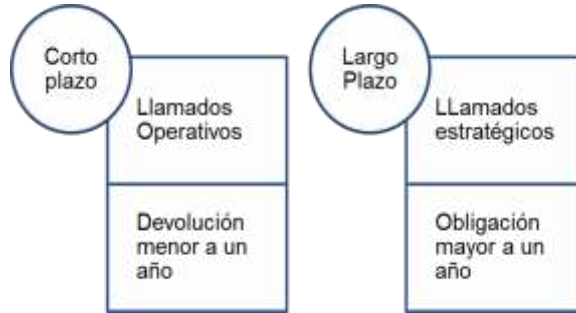 Corto
plazo
Llamados
Operativos
Devolución
menor a un
año
Largo
Plazo
LLamados
estratégicos
Obligación
mayor a un
año